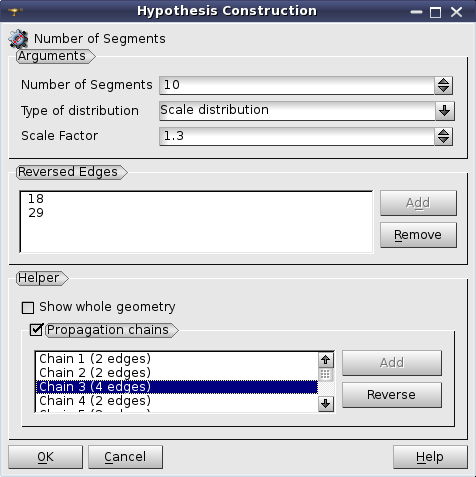 Hypothesis Construction
Number of Segments
Arguments
Number of Segments 10
Type of distribution Scale distribution
Scale Factor 1.3
Reversed Edges
18
29
Add
Remove
Helper
Show whole geometry
Propagation chains
Chain 1 (2 edges)
Chain 2 (2 edges)
Chain 3 (4 edges)
Chain 4 (2 edges)
Add
Reverse
OK Cancel Help